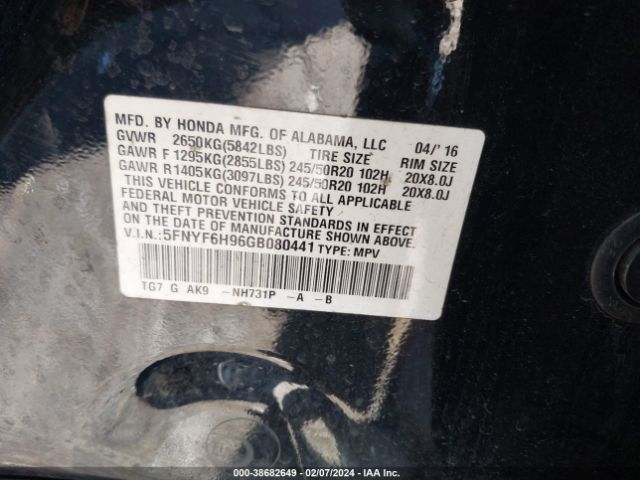 MFD. BY HONDA MFG. OF ALABAMA, LLC 04/'16
GVWR 2650KG(5842LBS) TIRE SIZE RIM SIZE
GAWR F 1295KG(2855LBS) 245/50R20 102H 20X8.0J
GAWR R1405KG(3097LBS) 245/50R20 102H 20X8.0J
THIS VEHICLE CONFORMS TO ALL APPLICABLE
FEDERAL MOTOR VEHICLE SAFETY
AND THEFT PREVENTION STANDARDS IN EFFECT
ON THE DATE OF MANUFACTURE SHOWN ABOVE.
V.I.N.:5FNYF6H96GB080441 TYPE: MPV
TG7 G AK9 -NH731P -A -B
000-38682649 - 02/07/2024 - IAA Inc.